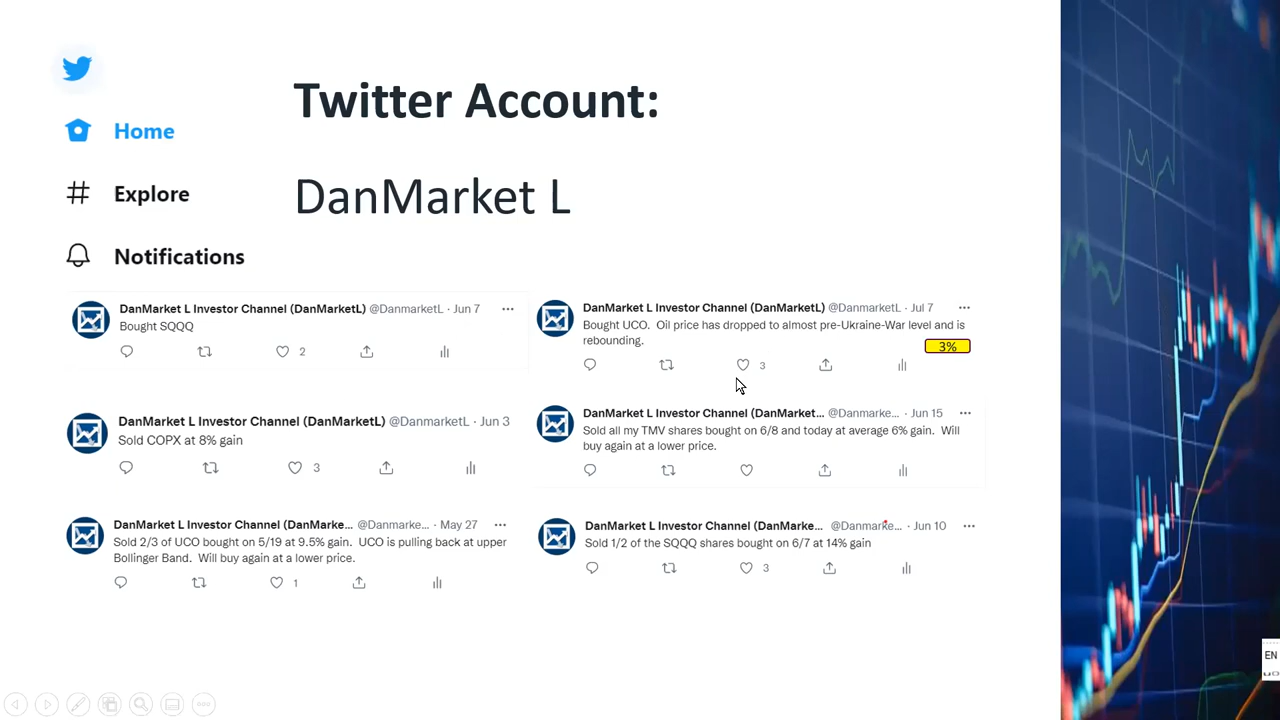 Twitter Account:
Home
Explore
DanMarket L
Notifications
DanMarket L Investor Channel (DanMarketL) @DanmarketL · Jun 7 ···
Bought SQQQ
2
DanMarket L Investor Channel (DanMarketL) @DanmarketL · Jun 3
Sold COPX at 8% gain
3
DanMarket L Investor Channel (DanMarke... @Danmarke... · May 27 ···
Sold 2/3 of UCO bought on 5/19 at 9.5% gain. UCO is pulling back at upper
Bollinger Band. Will buy again at a lower price.
1
DanMarket L Investor Channel (DanMarketL) @DanmarketL · Jul 7 ···
Bought UCO. Oil price has dropped to almost pre-Ukraine-War level and is
rebounding.
3%
3
DanMarket L Investor Channel (DanMarket... @Danmarke... · Jun 15 ···
Sold all my TMV shares bought on 6/8 and today at average 6% gain. Will
buy again at a lower price.
DanMarket L Investor Channel (DanMarke... @Danmarke... · Jun 10 ···
Sold 1/2 of the SQQQ shares bought on 6/7 at 14% gain
3
EN